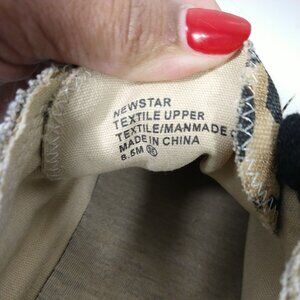 NEWSTAR
TEXTILE UPPER
TEXTILE/MANMADE
MADE IN CHINA
8.5M